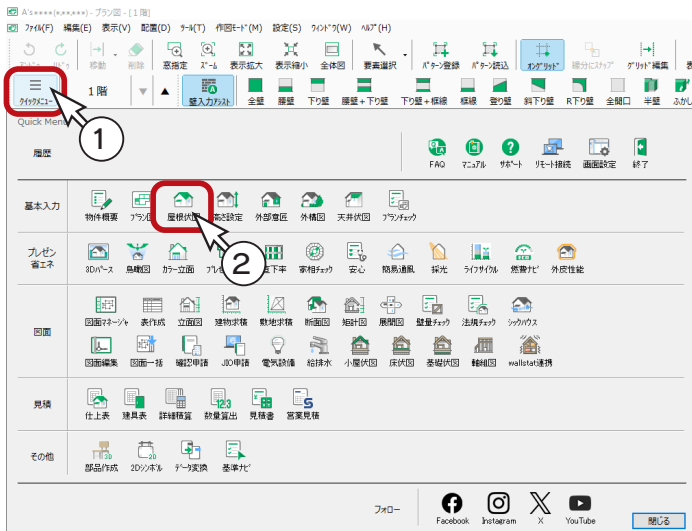 A's****(*.**.***) - プラン図 - [1階]
ﾌｧｲﾙ(F) 編集(E) 表示(V) 配置(D) ﾂｰﾙ(T) 作図ﾓｰﾄﾞ(M) 設定(S) ｳｨﾝﾄﾞｳ(W) ﾍﾙﾌﾟ(H)
移動 削除 窓指定 ｽﾞｰﾑ 表示拡大 表示縮小 全体図 要素選択 ﾊﾟﾀｰﾝ登録 ﾊﾟﾀｰﾝ読込 ｵﾝｸﾞﾘｯﾄﾞ 線分にｽﾅｯﾌﾟ ｸﾞﾘｯﾄﾞ編集 表
ｸｲｯｸﾒﾆｭｰ 1階 壁入力ｱｼｽﾄ 全壁 腰壁 下り壁 腰壁+下り壁 下り壁+框線 框線 登り壁 斜下り壁 R下り壁 全開口 半壁 ふかし
Quick Menu
1
履歴 FAQ ﾏﾆｭｱﾙ ｻﾎﾟｰﾄ ﾘﾓｰﾄ接続 画面設定 終了
基本入力 物件概要 ﾌﾟﾗﾝ図 屋根伏図 高さ設定 外部意匠 外構図 天井伏図 ﾌﾟﾗﾝﾁｪｯｸ
2
プレゼン
省エネ
3Dﾊﾟｰｽ 鳥瞰図 ｶﾗｰ立面 直下率 家相ﾁｪｯｸ 安心 簡易通風 採光 ﾗｲﾌｻｲｸﾙ 燃費ﾅﾋﾞ 外皮性能
図面
図面ﾏﾈｰｼﾞｬ 表作成 立面図 建物求積 敷地求積 断面図 矩計図 展開図 壁量ﾁｪｯｸ 法規ﾁｪｯｸ ｼｯｸﾊｳｽ
図面編集 図面一括 確認申請 JIO申請 電気設備 給排水 小屋伏図 床伏図 基礎伏図 軸組図 wallstat連携
見積 仕上表 建具表 詳細積算 数量算出 見積書 営業見積
その他 部品作成 2Dｼﾝﾎﾞﾙ ﾃﾞｰﾀ変換 基準ﾅﾋﾞ
ﾌｫﾛｰ Facebook Instagram X YouTube 閉じる